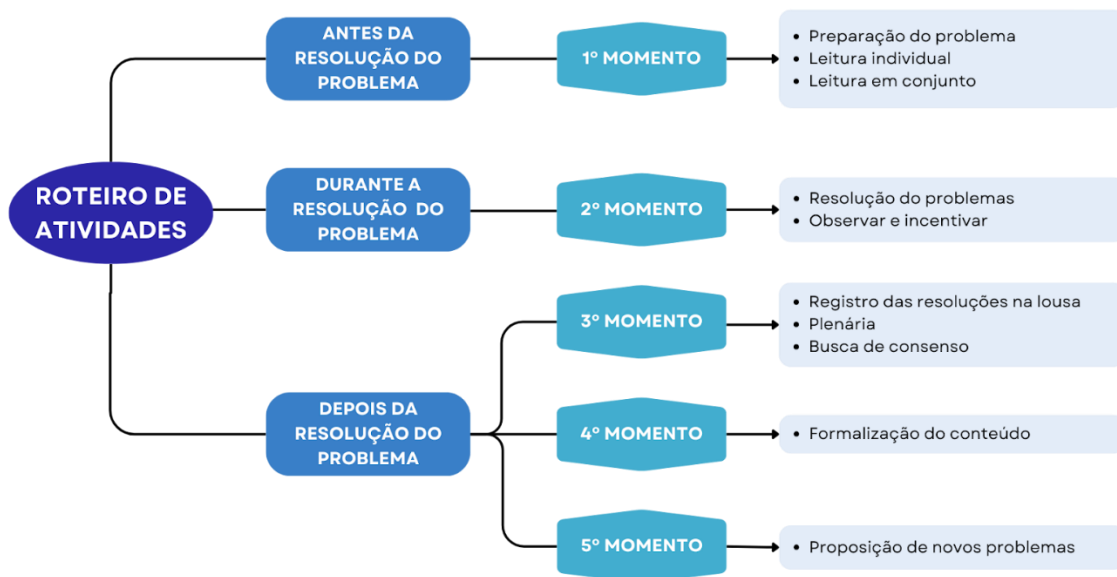 ROTEIRO DE
ATIVIDADES
ANTES DA
RESOLUÇÃO DO
PROBLEMA
1º MOMENTO
• Preparação do problema
• Leitura individual
• Leitura em conjunto
DURANTE A
RESOLUÇÃO DO
PROBLEMA
2º MOMENTO
• Resolução do problemas
• Observar e incentivar
DEPOIS DA
RESOLUÇÃO DO
PROBLEMA
3º MOMENTO
• Registro das resoluções na lousa
• Plenária
• Busca de consenso
4º MOMENTO
• Formalização do conteúdo
5º MOMENTO
• Proposição de novos problemas